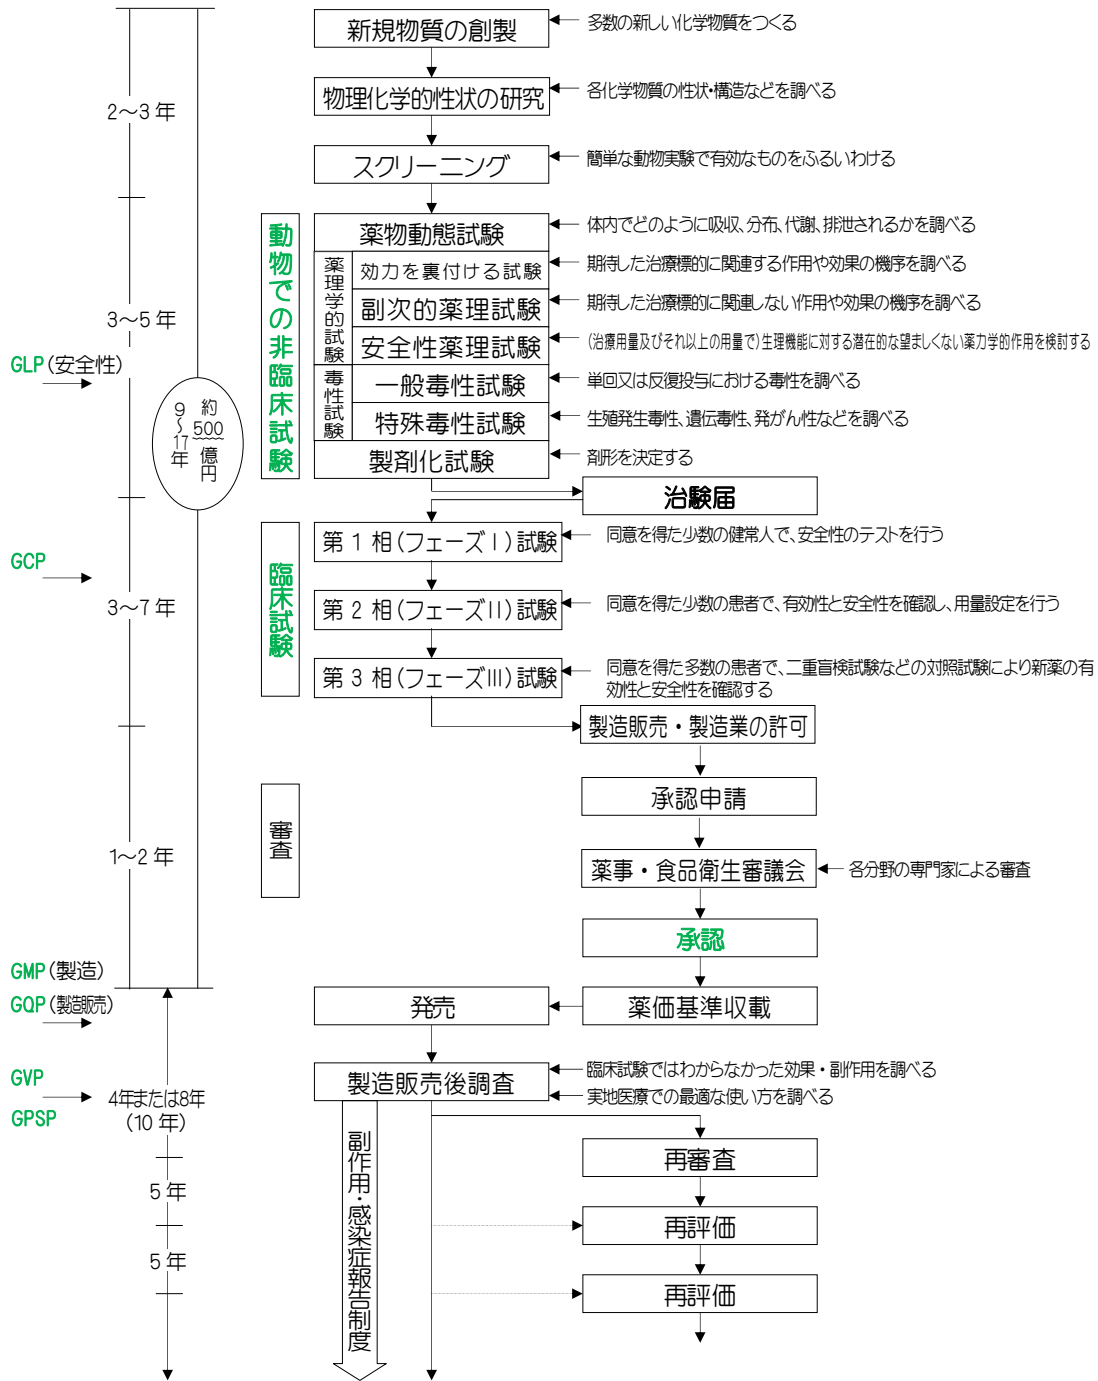 新規物質の創製
多数の新しい化学物質をつくる
物理化学的性状の研究
各化学物質の性状・構造などを調べる
2～3年
スクリーニング
簡単な動物実験で有効なものをふるいわける
動物での非臨床試験
薬物動態試験
体内でどのように吸収、分布、代謝、排泄されるかを調べる
薬理学的試験
効力を裏付ける試験
期待した治療標的に関連する作用や効果の機序を調べる
副次的薬理試験
期待した治療標的に関連しない作用や効果の機序を調べる
3～5年
安全性薬理試験
(治療用量及びそれ以上の用量で)生理機能に対する潜在的な望ましくない薬力学的作用を検討する
GLP(安全性)
毒性試験
一般毒性試験
単回又は反復投与における毒性を調べる
特殊毒性試験
生殖発生毒性、遺伝毒性、発がん性などを調べる
約500億円
9～17年
製剤化試験
剤形を決定する
治験届
臨床試験
第1相(フェーズI)試験
同意を得た少数の健常人で、安全性のテストを行う
GCP
3～7年
第2相(フェーズII)試験
同意を得た少数の患者で、有効性と安全性を確認し、用量設定を行う
第3相(フェーズIII)試験
同意を得た多数の患者で、二重盲検試験などの対照試験により新薬の有
効性と安全性を確認する
製造販売・製造業の許可
審査
承認申請
1～2年
薬事・食品衛生審議会
各分野の専門家による審査
承認
GMP(製造)
GQP(製造販売)
発売
薬価基準収載
製造販売後調査
臨床試験ではわからなかった効果・副作用を調べる
実地医療での最適な使い方を調べる
GVP
GPSP
4年または8年
(10年)
副作用・感染症報告制度
再審査
5年
再評価
5年
再評価